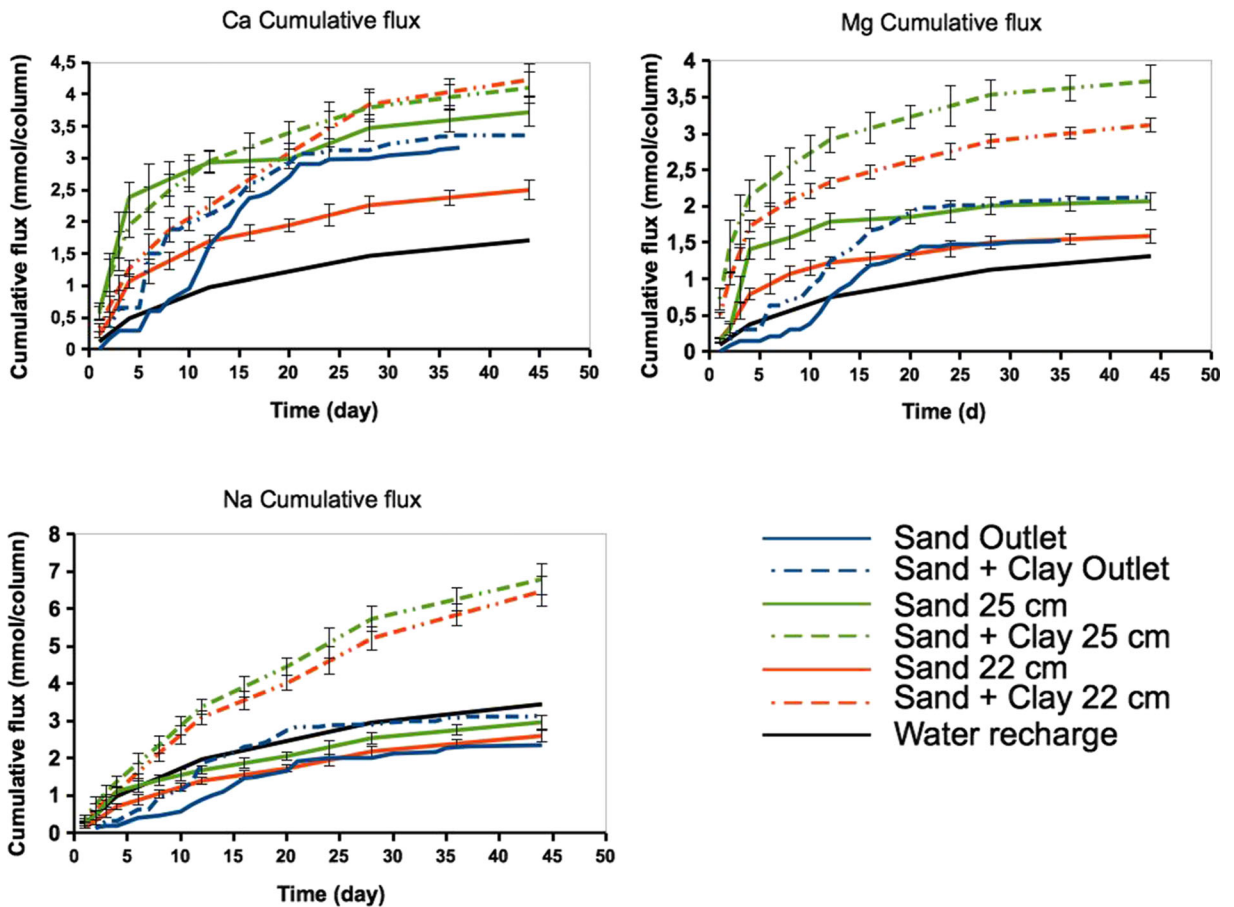 Ca Cumulative flux
Cumulative flux (mmol/column)
4,5
4
3,5
3
2,5
2
1,5
1
0,5
0
0 5 10 15 20 25 30 35 40 45 50
Time (day)
Mg Cumulative flux
Cumulative flux (mmol/column)
4
3,5
3
2,5
2
1,5
1
0,5
0
0 5 10 15 20 25 30 35 40 45 50
Time (d)
Na Cumulative flux
Cumulative flux (mmol/column)
8
7
6
5
4
3
2
1
0
0 5 10 15 20 25 30 35 40 45 50
Time (day)
Sand Outlet
Sand + Clay Outlet
Sand 25 cm
Sand + Clay 25 cm
Sand 22 cm
Sand + Clay 22 cm
Water recharge